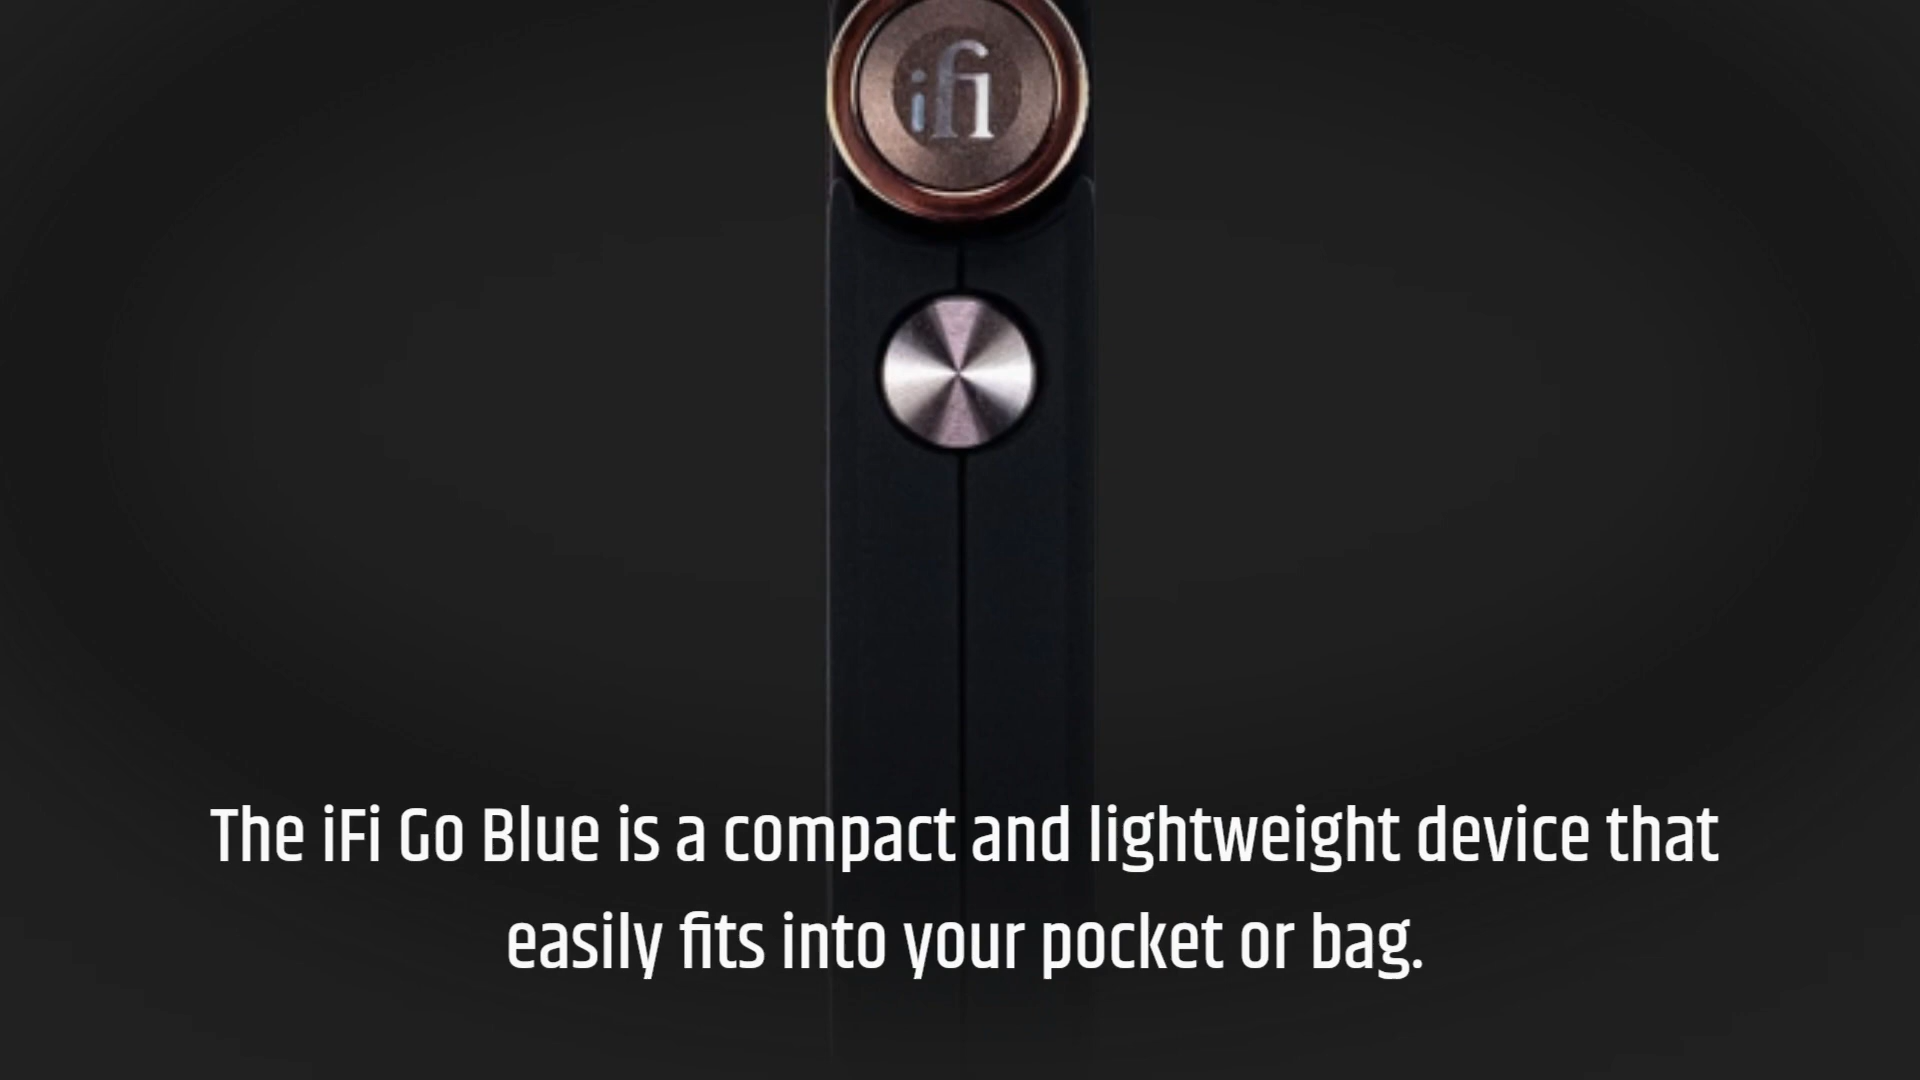 ifi
The iFi Go Blue is a compact and lightweight device that
easily fits into your pocket or bag.